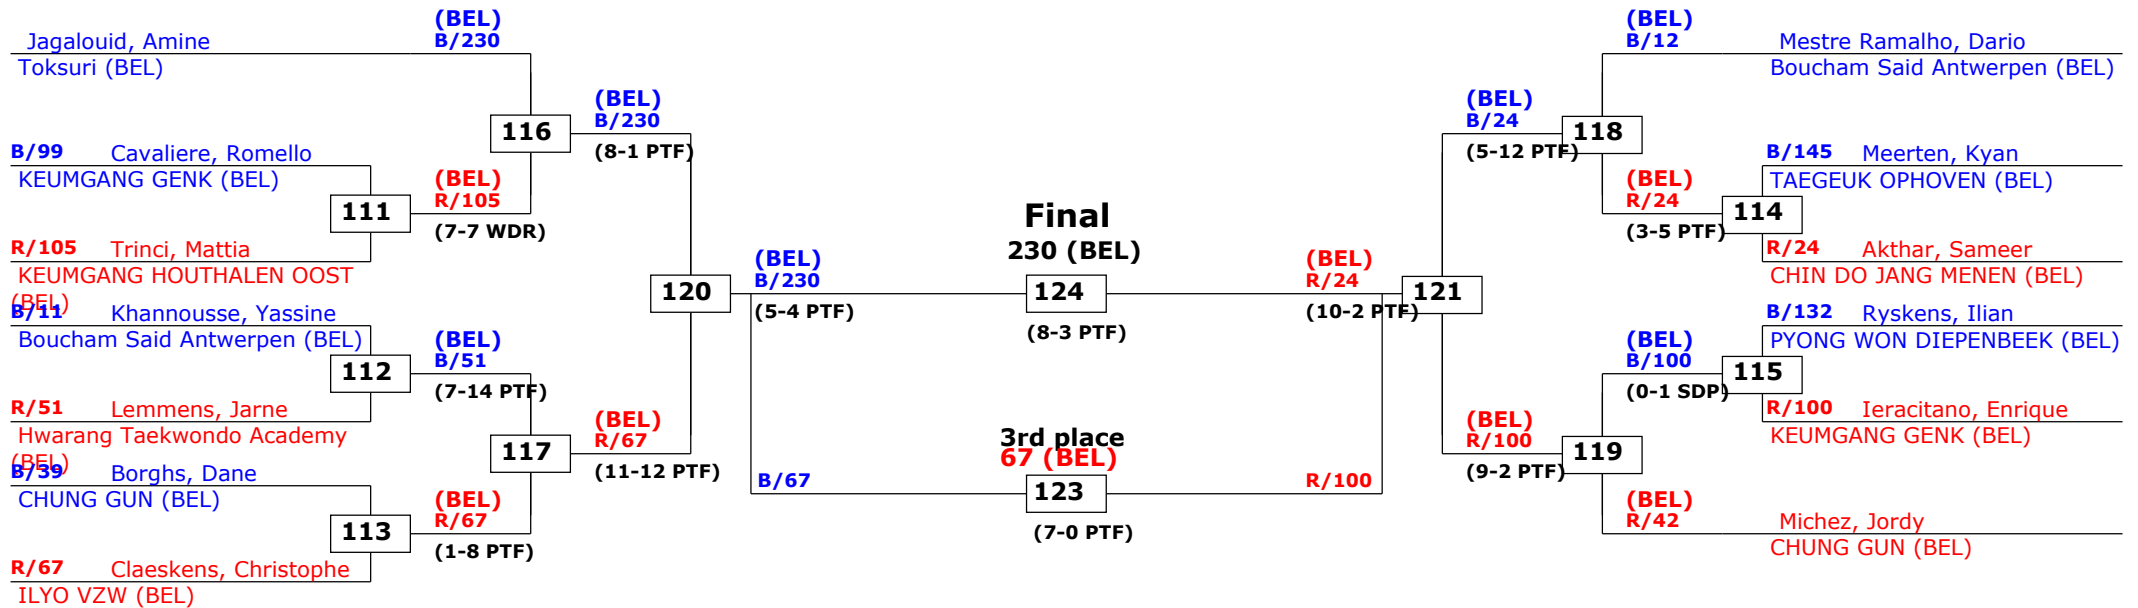 Jagalouid, Amine
Toksuri (BEL)
(BEL)
B/230
B/99 Cavaliere, Romello
KEUMGANG GENK (BEL)
111
R/105 Trinci, Mattia
KEUMGANG HOUTHALEN OOST
(BEL)
(BEL)
R/105
(7-7 WDR)
116
(BEL)
B/230
(8-1 PTF)
B/11 Khannousse, Yassine
Boucham Said Antwerpen (BEL)
112
R/51 Lemmens, Jarne
Hwarang Taekwondo Academy
(BEL)
(BEL)
B/51
(7-14 PTF)
B/39 Borghs, Dane
CHUNG GUN (BEL)
113
R/67 Claeskens, Christophe
ILYO VZW (BEL)
(BEL)
R/67
(1-8 PTF)
117
(BEL)
R/67
(11-12 PTF)
120
(BEL)
B/230
(5-4 PTF)
Final
230 (BEL)
124
(8-3 PTF)
3rd place
67 (BEL)
B/67
123
R/100
(7-0 PTF)
(BEL)
R/24
(10-2 PTF)
121
(BEL)
B/24
(5-12 PTF)
118
(BEL)
B/12
Mestre Ramalho, Dario
Boucham Said Antwerpen (BEL)
(BEL)
R/24
(3-5 PTF)
114
B/145 Meerten, Kyan
TAEGEUK OPHOVEN (BEL)
R/24 Akthar, Sameer
CHIN DO JANG MENEN (BEL)
(BEL)
R/100
(9-2 PTF)
119
(BEL)
B/100
(0-1 SDP)
115
B/132 Ryskens, Ilian
PYONG WON DIEPENBEEK (BEL)
R/100 Ieracitano, Enrique
KEUMGANG GENK (BEL)
(BEL)
R/42
Michez, Jordy
CHUNG GUN (BEL)